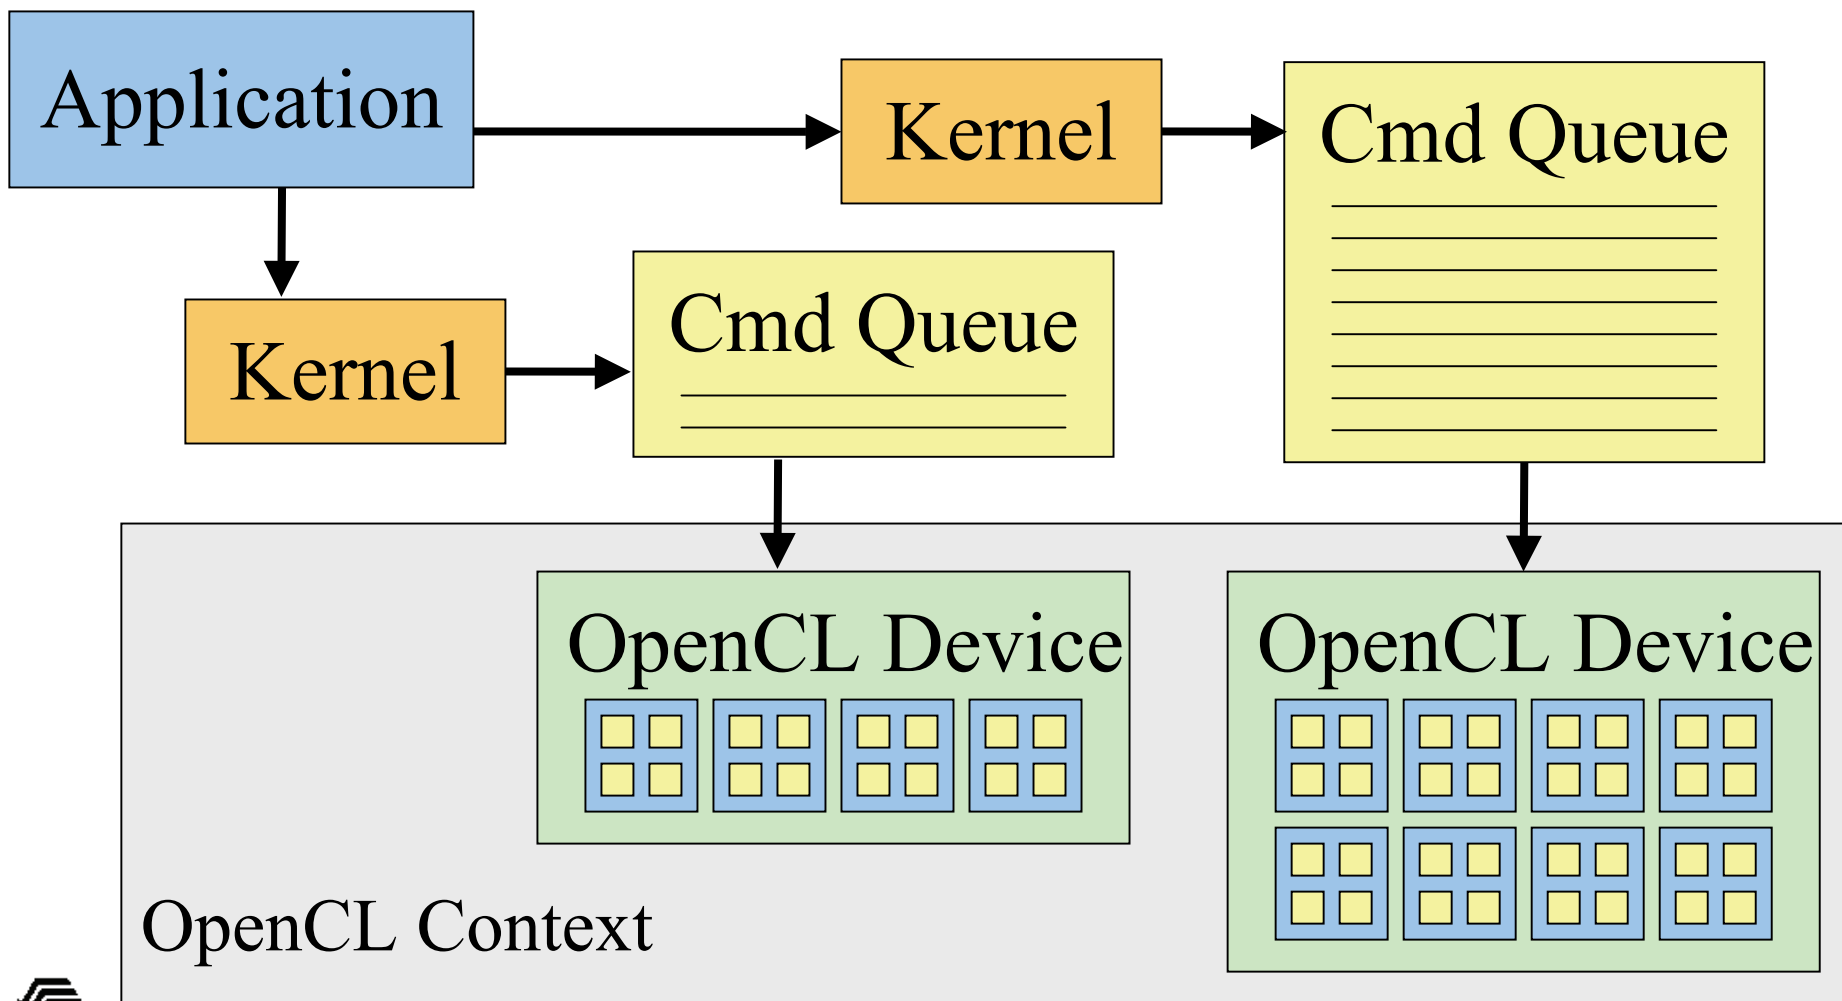 Application
Kernel
Cmd Queue
Kernel
Cmd Queue
OpenCL Device
OpenCL Device
OpenCL Context